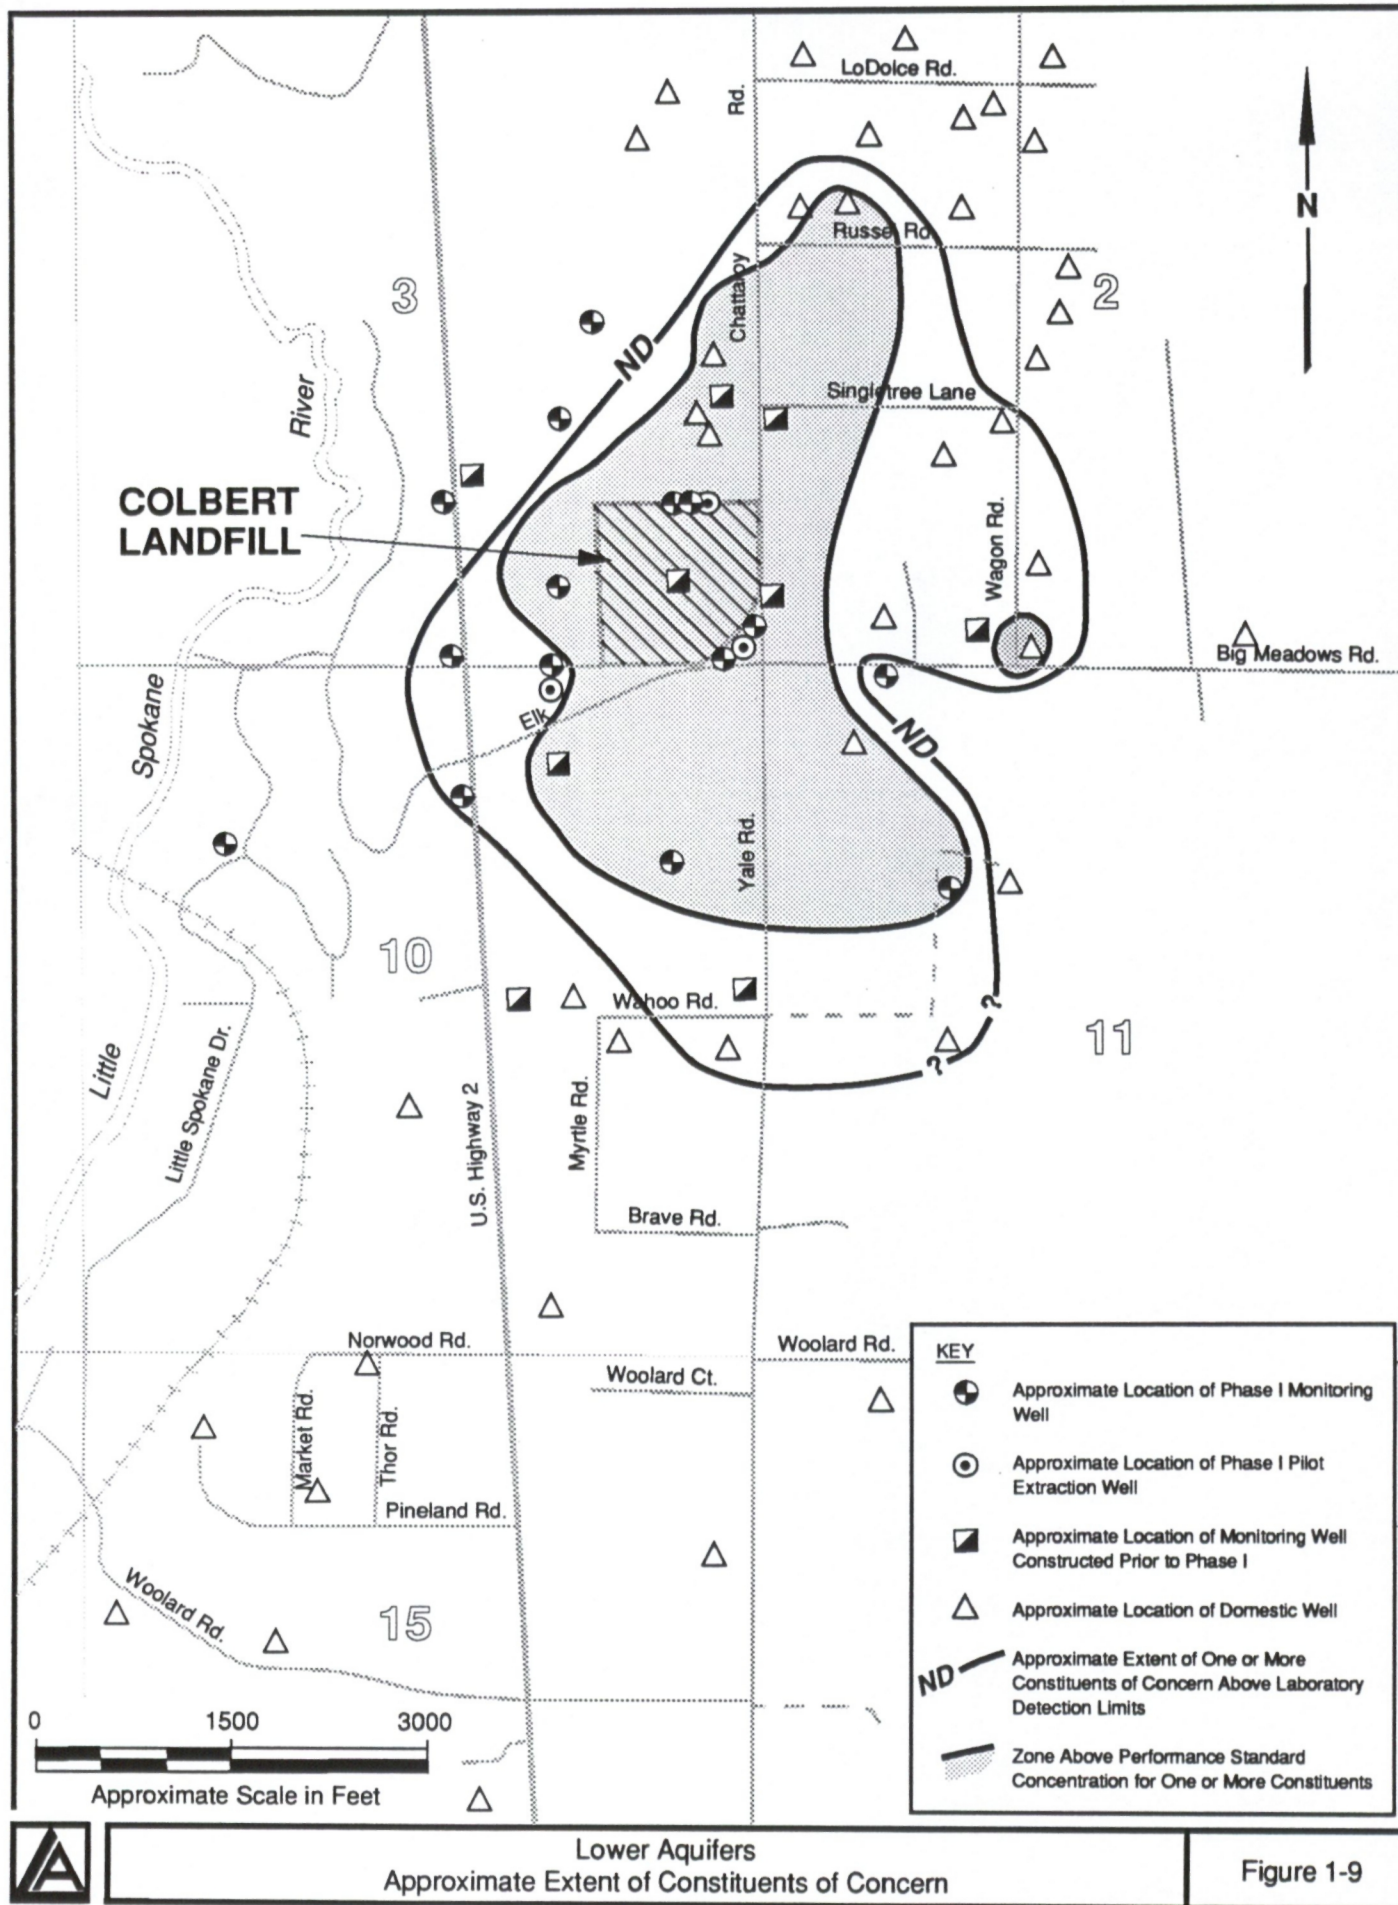 LoDolce Rd.
Rd.
N
Russel Rd
Chattaroy
3
2
ND
River
Singletree Lane
COLBERT
LANDFILL
Wagon Rd.
Big Meadows Rd.
Elk
Spokane
ND
Yale Rd.
10
Wahoo Rd.
?
11
?
Little
Little Spokane Dr.
U.S. Highway 2
Myrtle Rd.
Brave Rd.
Norwood Rd.
Woolard Rd.
Woolard Ct.
Market Rd.
Thor Rd.
Pineland Rd.
Woolard Rd.
15
0 1500 3000
Approximate Scale in Feet
KEY
Approximate Location of Phase I Monitoring
Well
Approximate Location of Phase I Pilot
Extraction Well
Approximate Location of Monitoring Well
Constructed Prior to Phase I
Approximate Location of Domestic Well
ND
Approximate Extent of One or More
Constituents of Concern Above Laboratory
Detection Limits
Zone Above Performance Standard
Concentration for One or More Constituents
Lower Aquifers
Approximate Extent of Constituents of Concern
Figure 1-9